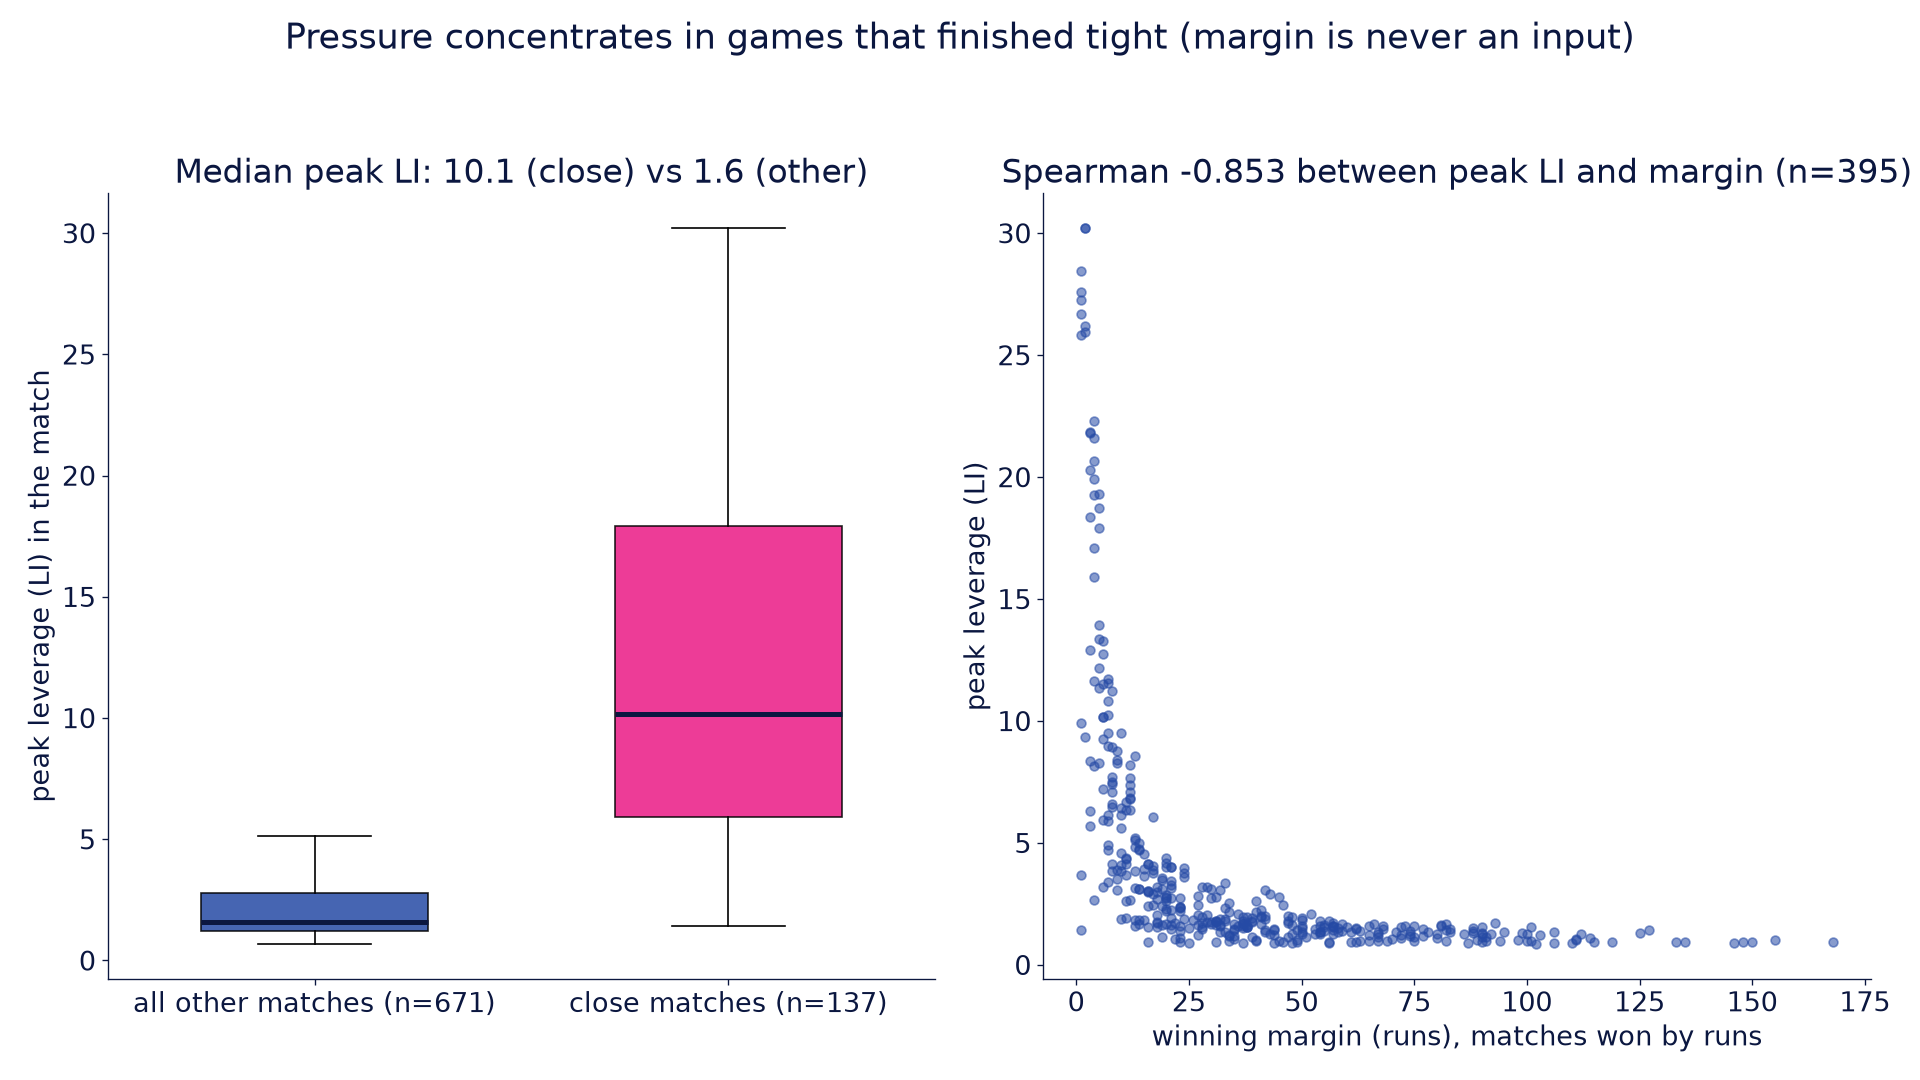 Pressure concentrates in games that finished tight (margin is never an input)
Median peak LI: 10.1 (close) vs 1.6 (other)
peak leverage (LI) in the match
30
25
20
15
10
5
0
all other matches (n=671)
close matches (n=137)
Spearman -0.853 between peak LI and margin (n=395)
peak leverage (LI)
30
25
20
15
10
5
0
0 25 50 75 100 125 150 175
winning margin (runs), matches won by runs